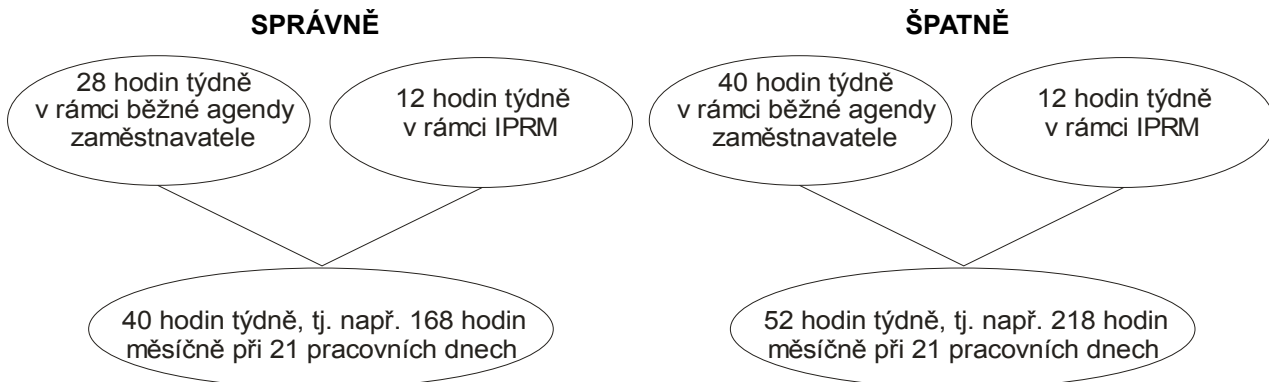 SPRÁVNĚ
28 hodin týdně
v rámci běžné agendy
zaměstnavatele
12 hodin týdně
v rámci IPRM
40 hodin týdně, tj. např. 168 hodin
měsíčně při 21 pracovních dnech
ŠPATNĚ
40 hodin týdně
v rámci běžné agendy
zaměstnavatele
12 hodin týdně
v rámci IPRM
52 hodin týdně, tj. např. 218 hodin
měsíčně při 21 pracovních dnech